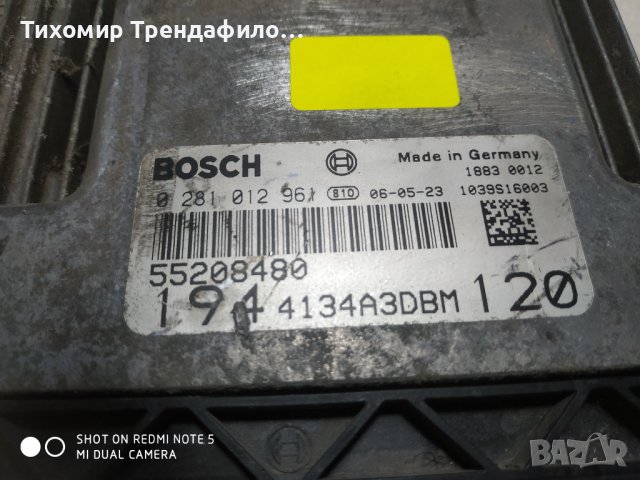 Тихомир Трендафило...
BOSCH Made in Germany
1883 0012
0 281 012 961 810 06-05-23 1039S16003
55208480
194 4134A3DBM 120
SHOT ON REDMI NOTE 5
MI DUAL CAMERA
BAZAR